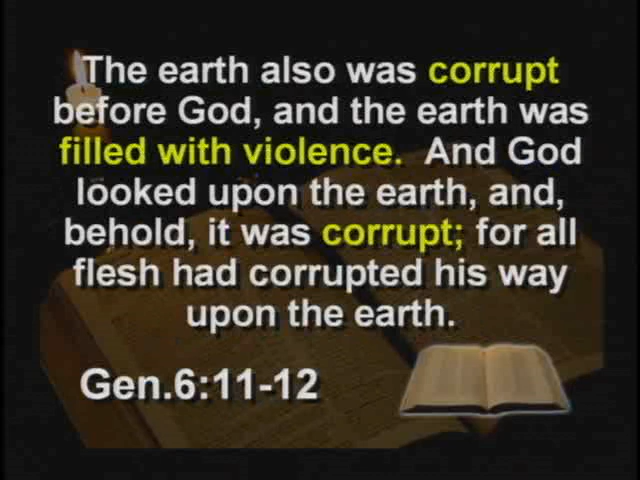 The earth also was corrupt
before God, and the earth was
filled with violence. And God
looked upon the earth, and,
behold, it was corrupt; for all
flesh had corrupted his way
upon the earth.
Gen.6:11-12